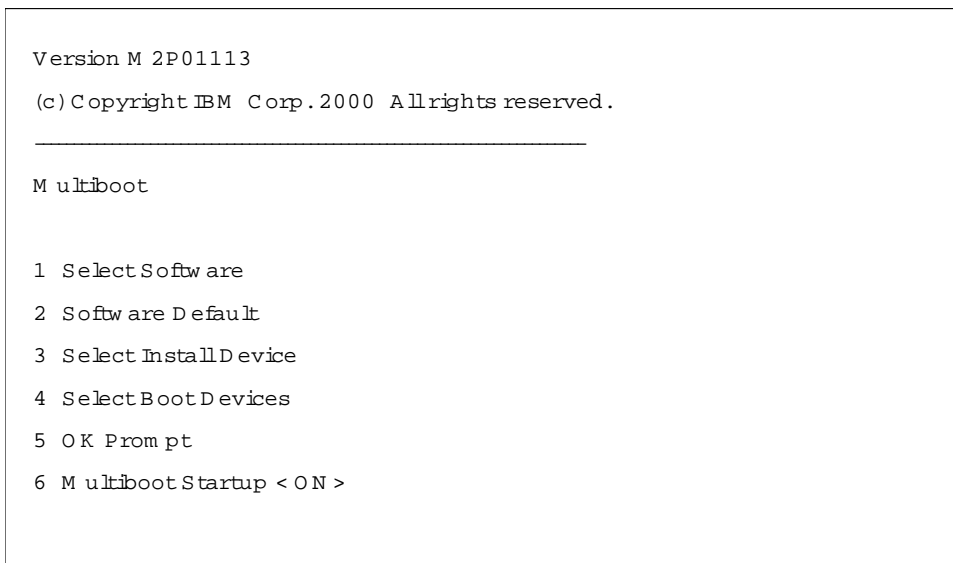 Version M2P01113
(c) Copyright IBM Corp. 2000 All rights reserved.
Multiboot
1 Select Software
2 Software Default
3 Select Install Device
4 Select Boot Devices
5 OK Prompt
6 Multiboot Startup <ON>